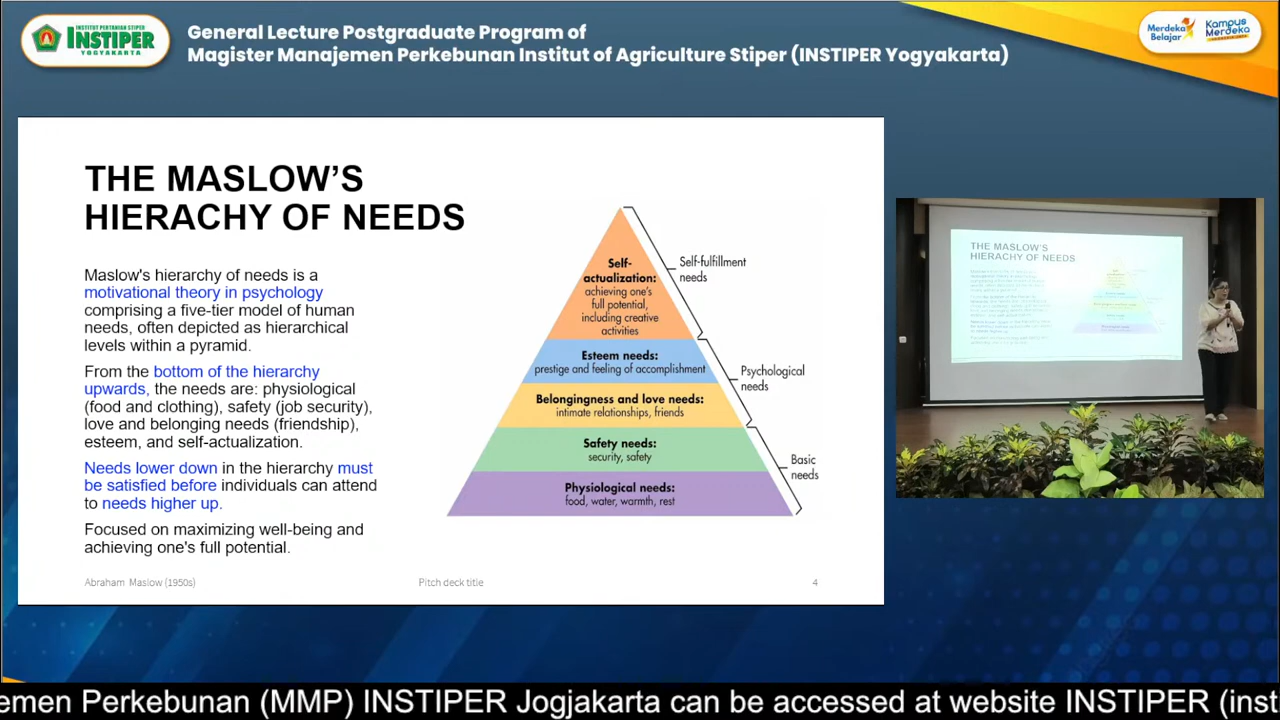 INSTITUT PERTANIAN STIPER
INSTIPER
YOGYAKARTA
General Lecture Postgraduate Program of
Magister Manajemen Perkebunan Institut of Agriculture Stiper (INSTIPER Yogyakarta)
Merdeka
Belajar
Kampus
Merdeka
THE MASLOW’S
HIERACHY OF NEEDS
Maslow's hierarchy of needs is a
motivational theory in psychology
comprising a five-tier model of human
needs, often depicted as hierarchical
levels within a pyramid.
From the bottom of the hierarchy
upwards, the needs are: physiological
(food and clothing), safety (job security),
love and belonging needs (friendship),
esteem, and self-actualization.
Needs lower down in the hierarchy must
be satisfied before individuals can attend
to needs higher up.
Focused on maximizing well-being and
achieving one's full potential.
Self-
actualization:
achieving one’s
full potential,
including creative
activities
Esteem needs:
prestige and feeling of accomplishment
Belongingness and love needs:
intimate relationships, friends
Safety needs:
security, safety
Physiological needs:
food, water, warmth, rest
Self-fulfillment
needs
Psychological
needs
Basic
needs
Abraham Maslow (1950s)
Pitch deck title
4
THE MASLOW'S
HIERACHY OF NEEDS
emen Perkebunan (MMP) INSTIPER Jogjakarta can be accessed at website INSTIPER (inst